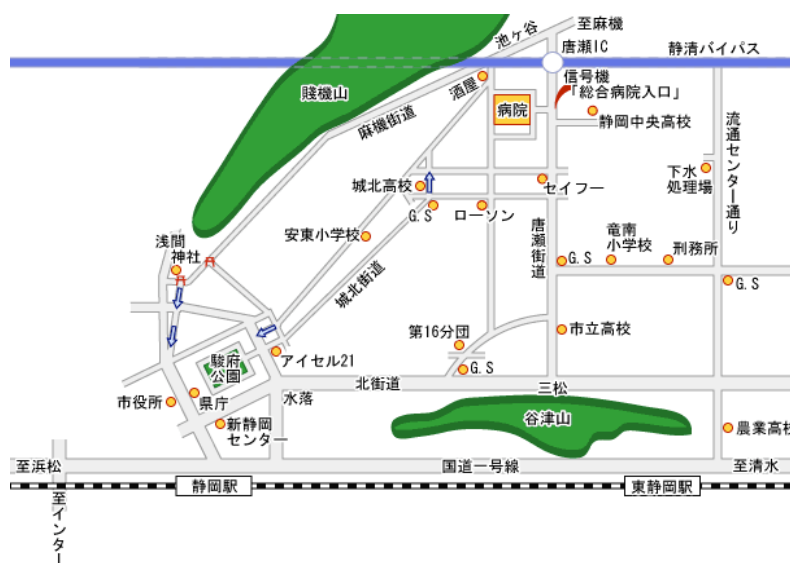 至麻機
池ヶ谷
唐瀬IC
静清バイパス
信号機
「総合病院入口」
酒屋
病院
賤機山
麻機街道
静岡中央高校
流通センター通り
下水
処理場
城北高校
セイフー
G.S
ローソン
安東小学校
唐瀬街道
竜南
小学校
刑務所
G.S
浅間
神社
城北街道
G.S
第16分団
市立高校
アイセル21
駿府
公園
G.S
北街道
三松
市役所
県庁
水落
谷津山
新静岡
センター
農業高校
至浜松
国道一号線
至清水
静岡駅
東静岡駅
至インター